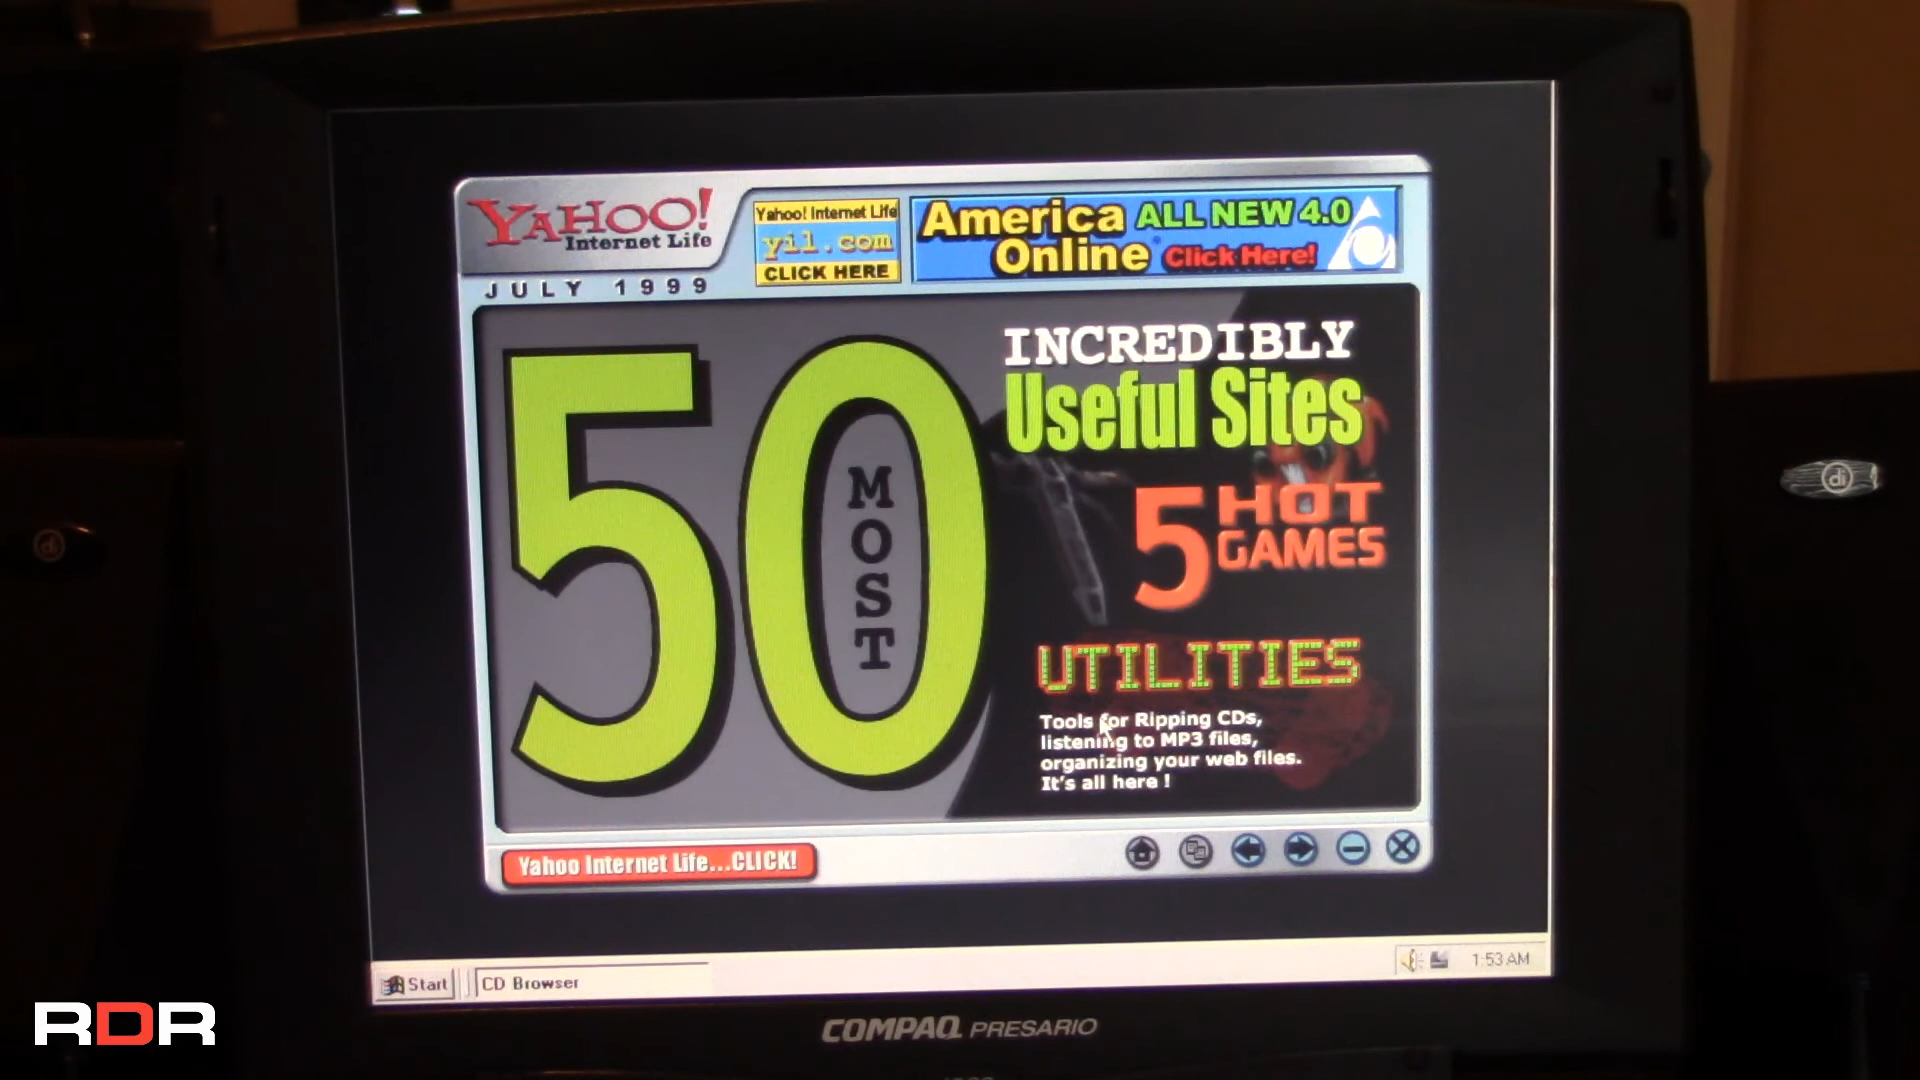 YAHOO!
Internet Life
JULY 1999
Yahoo! Internet Life
yil.com
CLICK HERE
America
Online
ALL NEW 4.0
Click Here!
50
MOST
INCREDIBLY
Useful Sites
5 HOT
GAMES
UTILITIES
Tools for Ripping CDs,
listening to MP3 files,
organizing your web files.
It's all here !
Yahoo Internet Life...CLICK!
Start
CD Browser
1:53 AM
COMPAQ PRESARIO
di
di
RDR